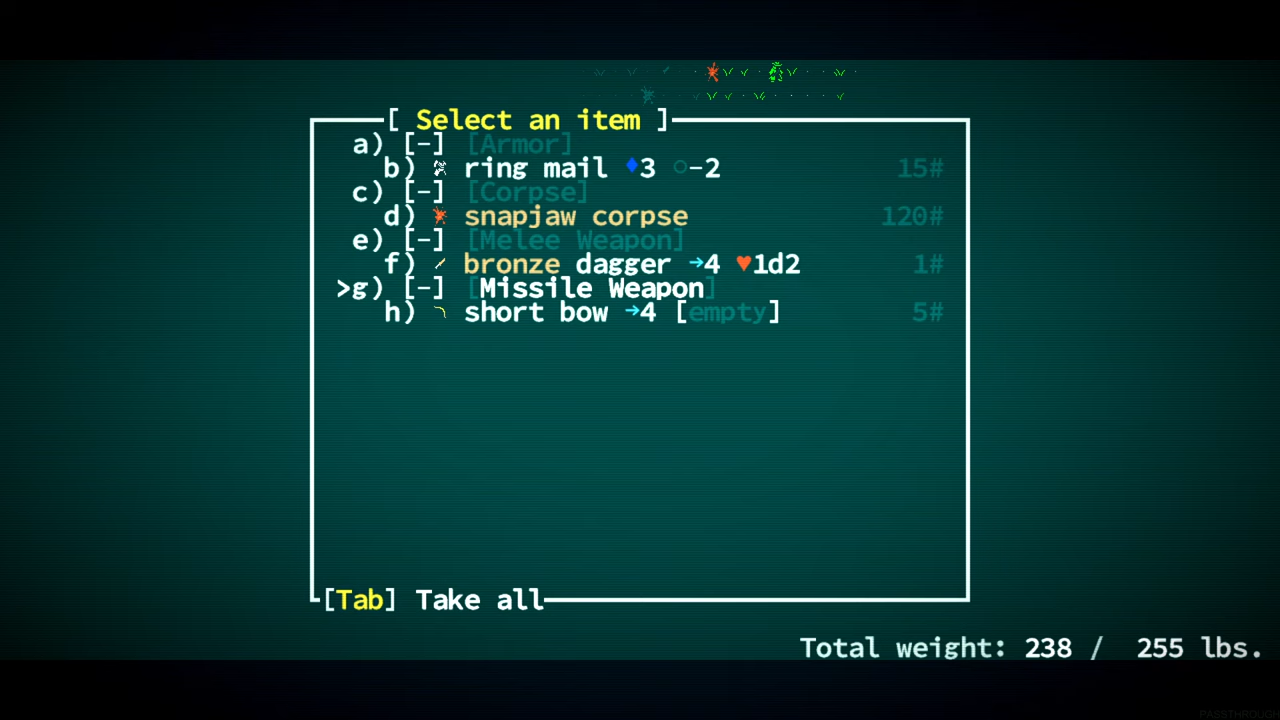 [ Select an item ]
a) [-] [Armor]
b) ring mail ♦3 ○-2 15#
c) [-] [Corpse]
d) snapjaw corpse 120#
e) [-] [Melee Weapon]
f) bronze dagger →4 ♥1d2 1#
>g) [-] [Missile Weapon]
h) short bow →4 [empty] 5#
[Tab] Take all
Total weight: 238 / 255 lbs.